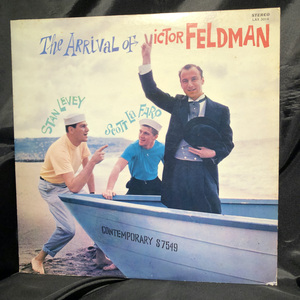 STEREO
The ARRIVAL OF VICTOR FELDMAN
STAN LEVEY
SCOTT LA FARO
CONTEMPORARY S7549